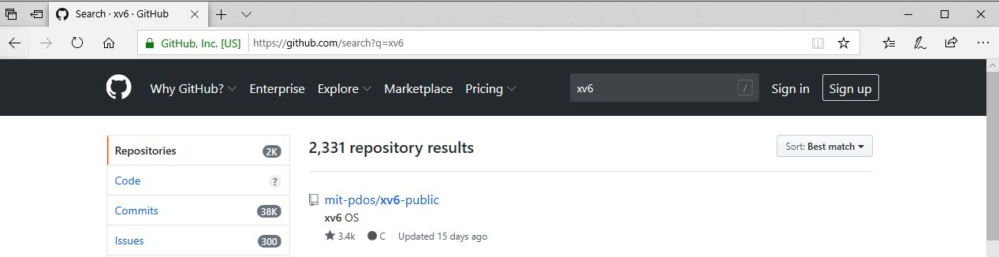 Search · xv6 · GitHub
GitHub, Inc. [US] https://github.com/search?q=xv6
Why GitHub? Enterprise Explore Marketplace Pricing xv6 / Sign in Sign up
Repositories 2K
Code ?
Commits 38K
Issues 300
2,331 repository results
Sort: Best match
mit-pdos/xv6-public
xv6 OS
3.4k C Updated 15 days ago